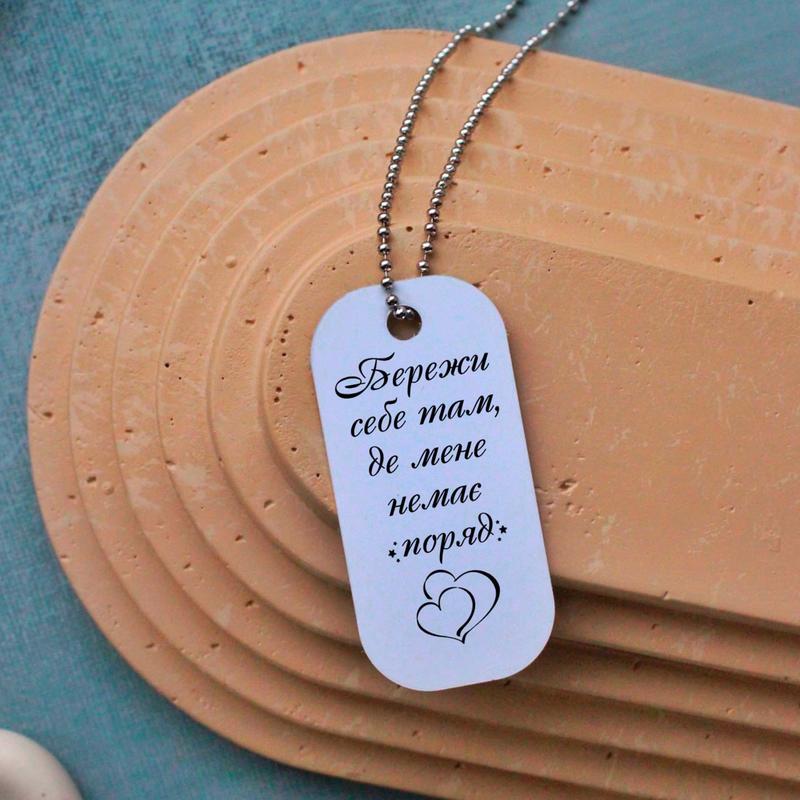 Бережи
себе там,
де мене
немає
поряд